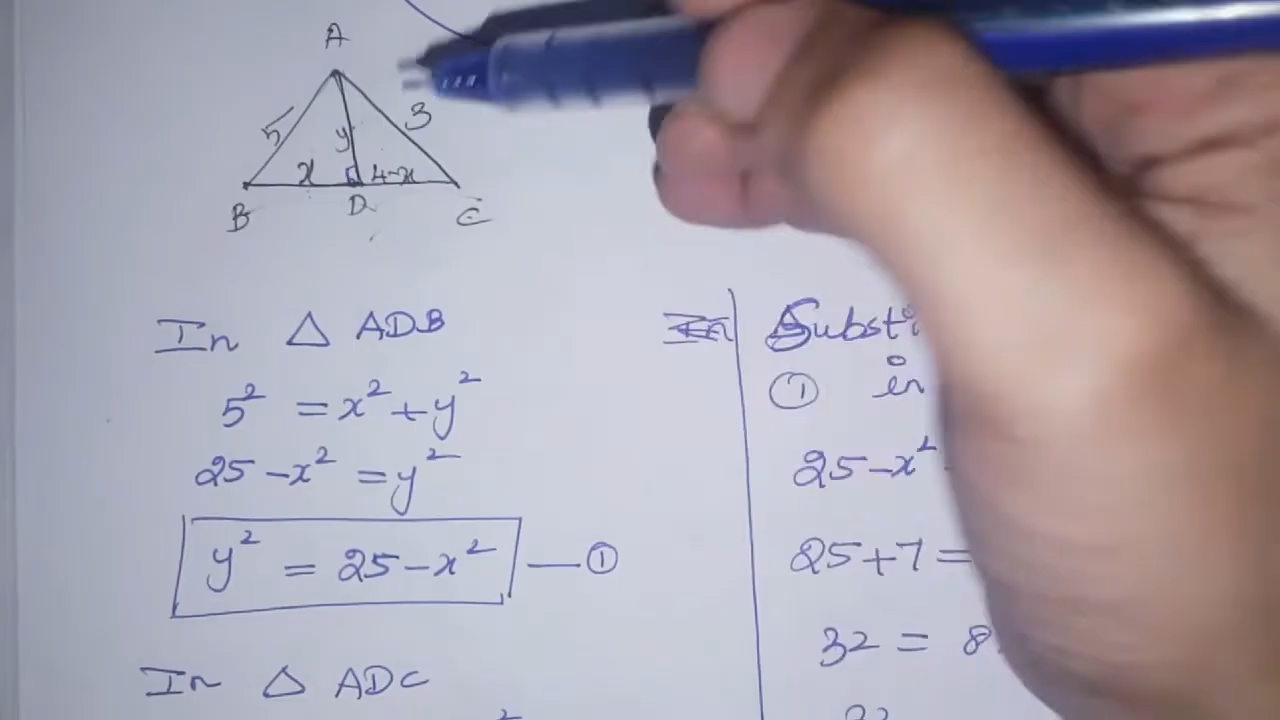 A
5
3
y
x
4-x
B
D
C
In △ ADB
5² = x² + y²
25 - x² = y²
y² = 25 - x² — ①
In △ ADC
① in
25 - x²
25 + 7 =
32 = 8